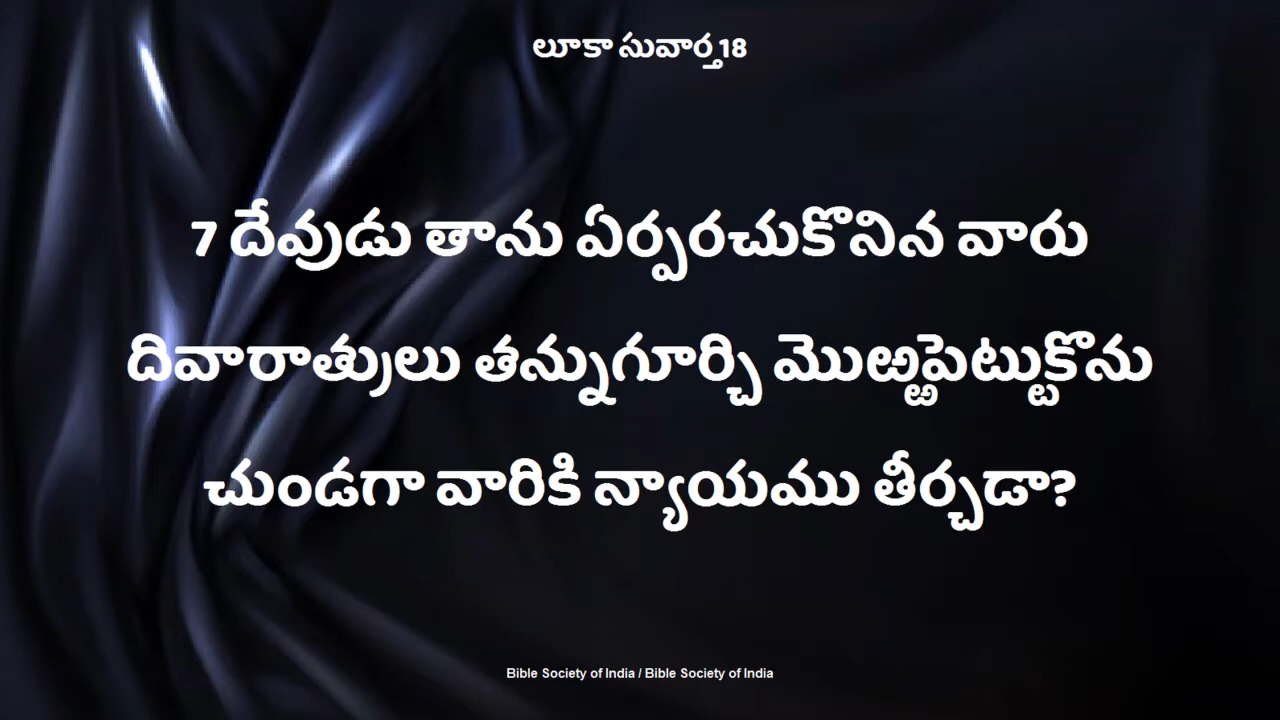 లూకా సువార్త18
7 దేవుడు తాను ఏర్పరచుకొనిన వారు
దివారాత్రులు తన్నుగూర్చి మొఱ్ఱపెట్టుకొను
చుండగా వారికి న్యాయము తీర్చడా?
Bible Society of India / Bible Society of India